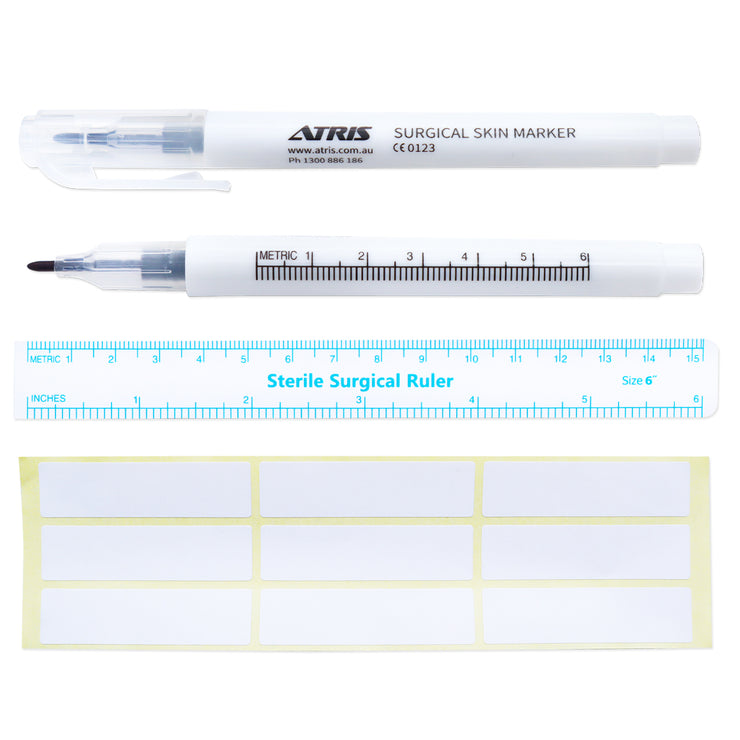 ATRIS SURGICAL SKIN MARKER
www.atris.com.au CE 0123
Ph 1300 886 186
METRIC 1 2 3 4 5 6
METRIC 1 2 3 4 5 6 7 8 9 10 11 12 13 14 15
Sterile Surgical Ruler Size 6"
INCHES 1 2 3 4 5 6